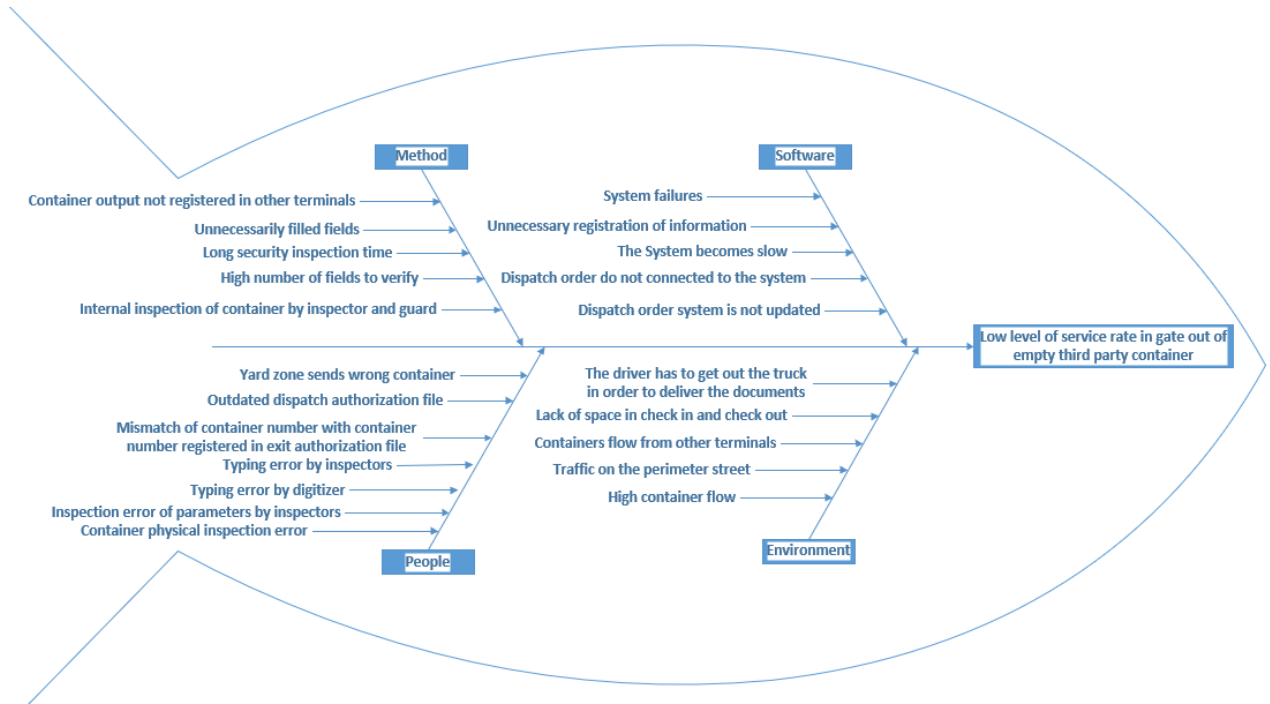 Method
Container output not registered in other terminals
Unnecessarily filled fields
Long security inspection time
High number of fields to verify
Internal inspection of container by inspector and guard
Software
System failures
Unnecessary registration of information
The System becomes slow
Dispatch order do not connected to the system
Dispatch order system is not updated
Low level of service rate in gate out of
empty third party container
Yard zone sends wrong container
Outdated dispatch authorization file
Mismatch of container number with container
number registered in exit authorization file
Typing error by inspectors
Typing error by digitizer
Inspection error of parameters by inspectors
Container physical inspection error
People
The driver has to get out the truck
in order to deliver the documents
Lack of space in check in and check out
Containers flow from other terminals
Traffic on the perimeter street
High container flow
Environment